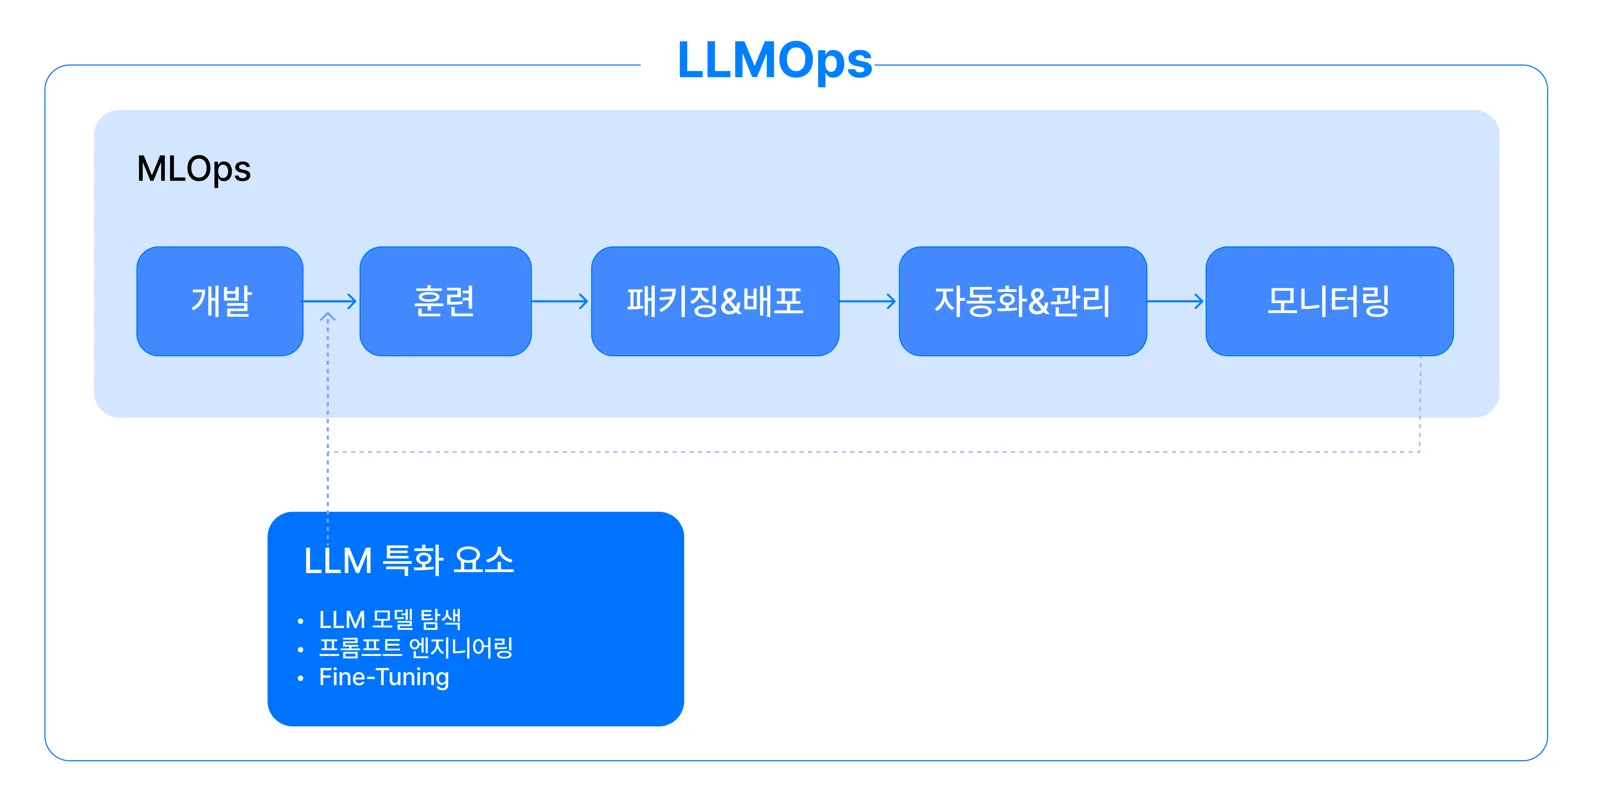 LLMOps
MLOps
개발
훈련
패키징&배포
자동화&관리
모니터링
LLM 특화 요소
• LLM 모델 탐색
• 프롬프트 엔지니어링
• Fine-Tuning